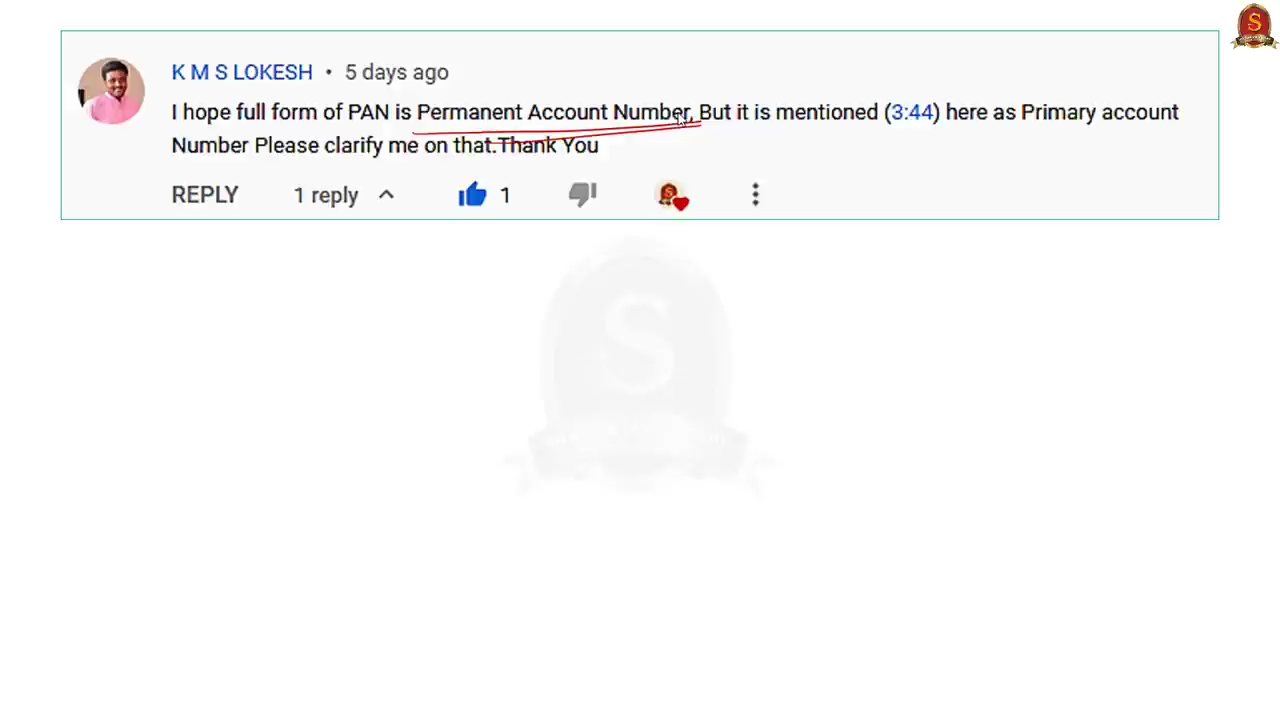 K M S LOKESH • 5 days ago
I hope full form of PAN is Permanent Account Number, But it is mentioned (3:44) here as Primary account
Number Please clarify me on that.Thank You
REPLY 1 reply 1
S
S